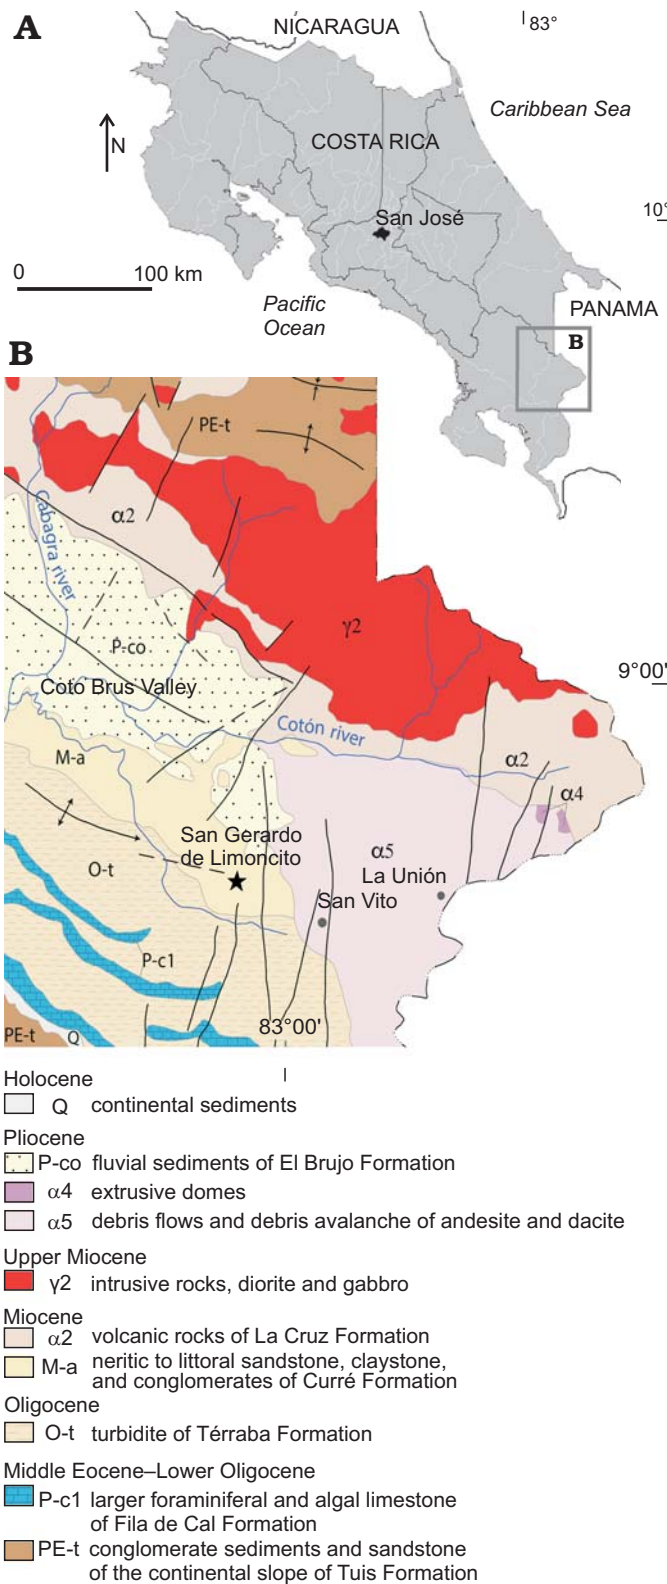 A
NICARAGUA
83°
Caribbean Sea
N
COSTA RICA
San José
10°
0 100 km
Pacific
Ocean
PANAMA
B
B
PE-t
α2
Cabagra river
γ2
P-co
9°00'
Coto Brus Valley
Cotón river
M-a
α2
α4
San Gerardo
de Limoncito
α5
O-t
La Unión
San Vito
P-c1
83°00'
PE-t
Q
Holocene
Q continental sediments
Pliocene
P-co fluvial sediments of El Brujo Formation
α4 extrusive domes
α5 debris flows and debris avalanche of andesite and dacite
Upper Miocene
γ2 intrusive rocks, diorite and gabbro
Miocene
α2 volcanic rocks of La Cruz Formation
M-a neritic to littoral sandstone, claystone,
and conglomerates of Curré Formation
Oligocene
O-t turbidite of Térraba Formation
Middle Eocene–Lower Oligocene
P-c1 larger foraminiferal and algal limestone
of Fila de Cal Formation
PE-t conglomerate sediments and sandstone
of the continental slope of Tuis Formation